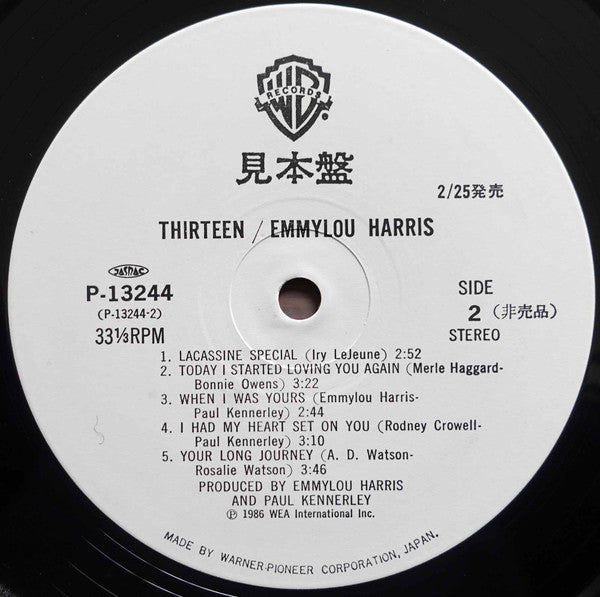 WB
RECORDS
®
見本盤
2/25発売
THIRTEEN / EMMYLOU HARRIS
JASRAC
P-13244
(P-13244-2)
33⅓RPM
SIDE
2 (非売品)
STEREO
1. LACASSINE SPECIAL (Iry LeJeune) 2:52
2. TODAY I STARTED LOVING YOU AGAIN (Merle Haggard-
Bonnie Owens) 3:22
3. WHEN I WAS YOURS (Emmylou Harris-
Paul Kennerley) 2:44
4. I HAD MY HEART SET ON YOU (Rodney Crowell-
Paul Kennerley) 3:10
5. YOUR LONG JOURNEY (A. D. Watson-
Rosalie Watson) 3:46
PRODUCED BY EMMYLOU HARRIS
AND PAUL KENNERLEY
℗ 1986 WEA International Inc.
MADE BY WARNER-PIONEER CORPORATION, JAPAN.